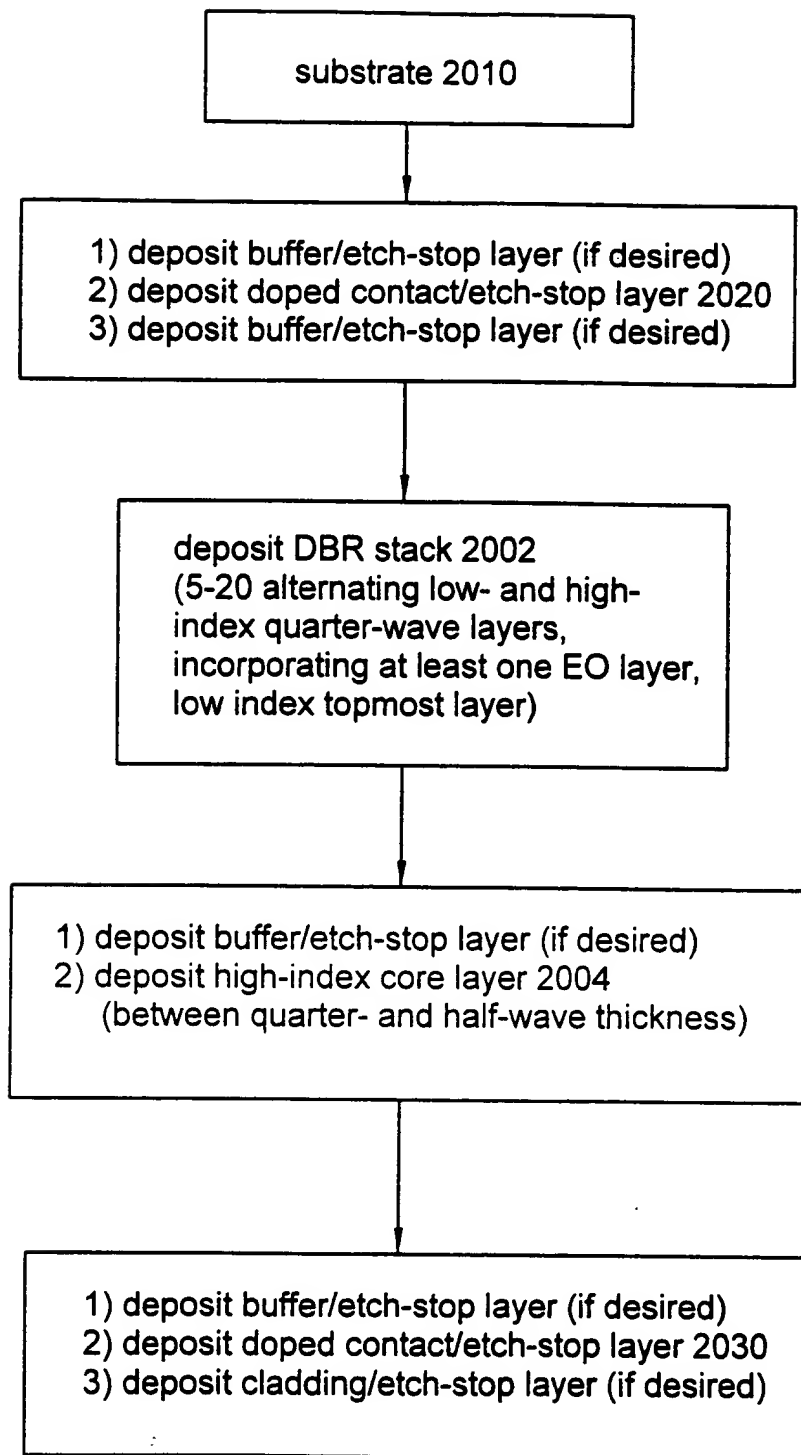 substrate 2010
1) deposit buffer/etch-stop layer (if desired)
2) deposit doped contact/etch-stop layer 2020
3) deposit buffer/etch-stop layer (if desired)
deposit DBR stack 2002
(5-20 alternating low- and high-
index quarter-wave layers,
incorporating at least one EO layer,
low index topmost layer)
1) deposit buffer/etch-stop layer (if desired)
2) deposit high-index core layer 2004
(between quarter- and half-wave thickness)
1) deposit buffer/etch-stop layer (if desired)
2) deposit doped contact/etch-stop layer 2030
3) deposit cladding/etch-stop layer (if desired)